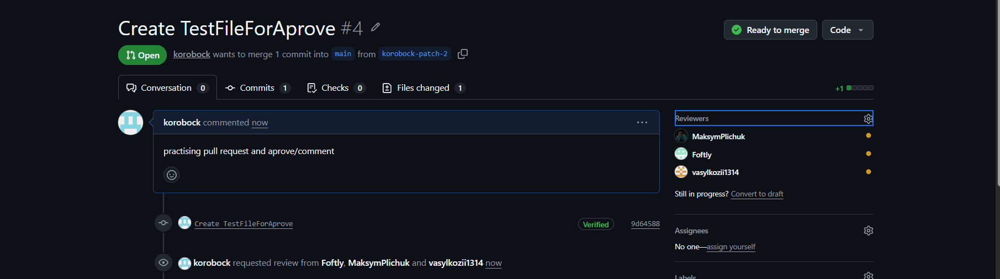 Create TestFileForAprove #4
Ready to merge
Code
Open
korobock wants to merge 1 commit into main from korobock-patch-2
Conversation 0
Commits 1
Checks 0
Files changed 1
+1
korobock commented now
practising pull request and aprove/comment
Create TestFileForAprove
Verified
9d64588
korobock requested review from Foftly, MaksymPlichuk and vasylkozii1314 now
Reviewers
MaksymPlichuk
Foftly
vasylkozii1314
Still in progress? Convert to draft
Assignees
No one—assign yourself
Labels